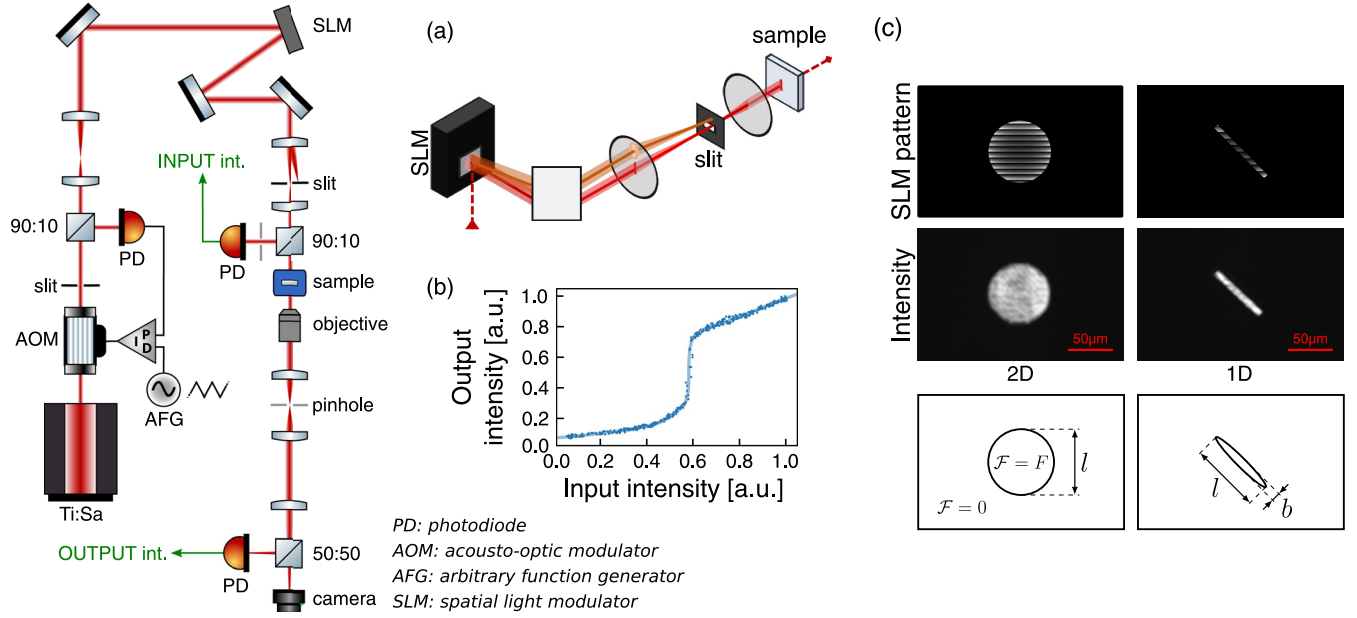 SLM
INPUT int.
slit
90:10
PD
90:10
PD
slit
sample
AOM
P
I
D
objective
AFG
pinhole
Ti:Sa
OUTPUT int.
50:50
PD
camera
(a)
sample
SLM
slit
(b)
Output
intensity [a.u.]
1.0
0.8
0.6
0.4
0.2
0.0
0.0 0.2 0.4 0.6 0.8 1.0
Input intensity [a.u.]
PD: photodiode
AOM: acousto-optic modulator
AFG: arbitrary function generator
SLM: spatial light modulator
(c)
SLM pattern
Intensity
50µm
50µm
2D
1D
ℱ = F
l
ℱ = 0
l
b